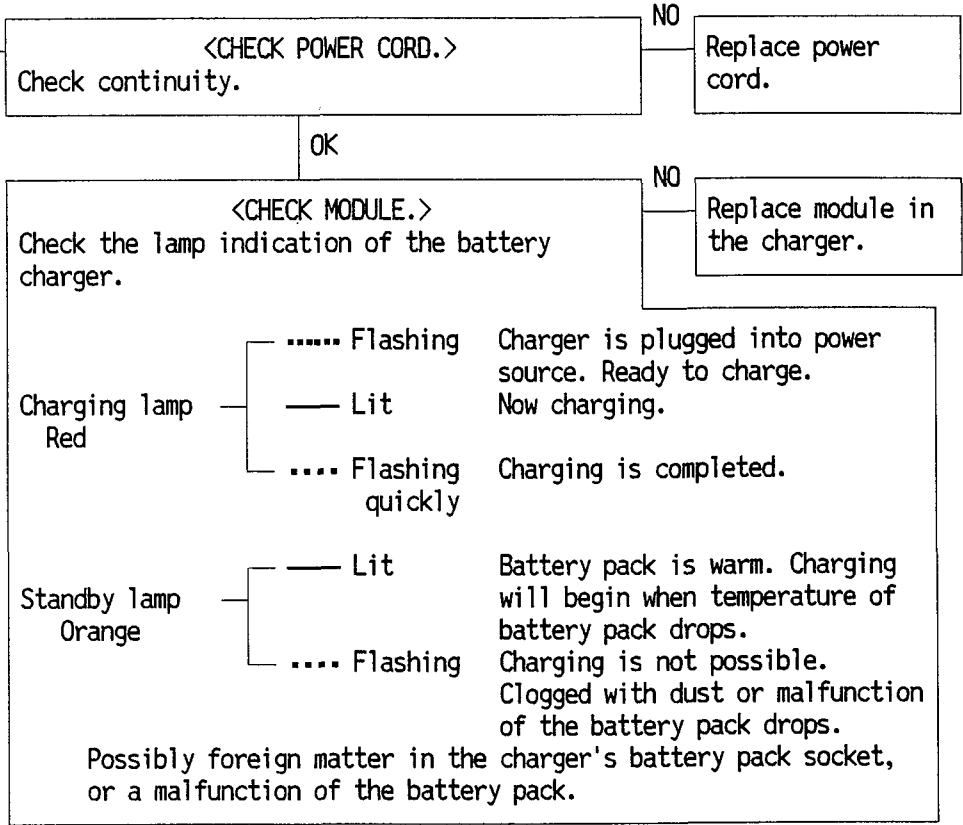 NO
<CHECK POWER CORD.>
Check continuity.
Replace power
cord.
OK
NO
<CHECK MODULE.>
Check the lamp indication of the battery
charger.
Replace module in
the charger.
Charging lamp
Red
Flashing Charger is plugged into power
source. Ready to charge.
Lit Now charging.
Flashing Charging is completed.
quickly
Standby lamp
Orange
Lit Battery pack is warm. Charging
will begin when temperature of
battery pack drops.
Flashing Charging is not possible.
Clogged with dust or malfunction
of the battery pack drops.
Possibly foreign matter in the charger's battery pack socket,
or a malfunction of the battery pack.